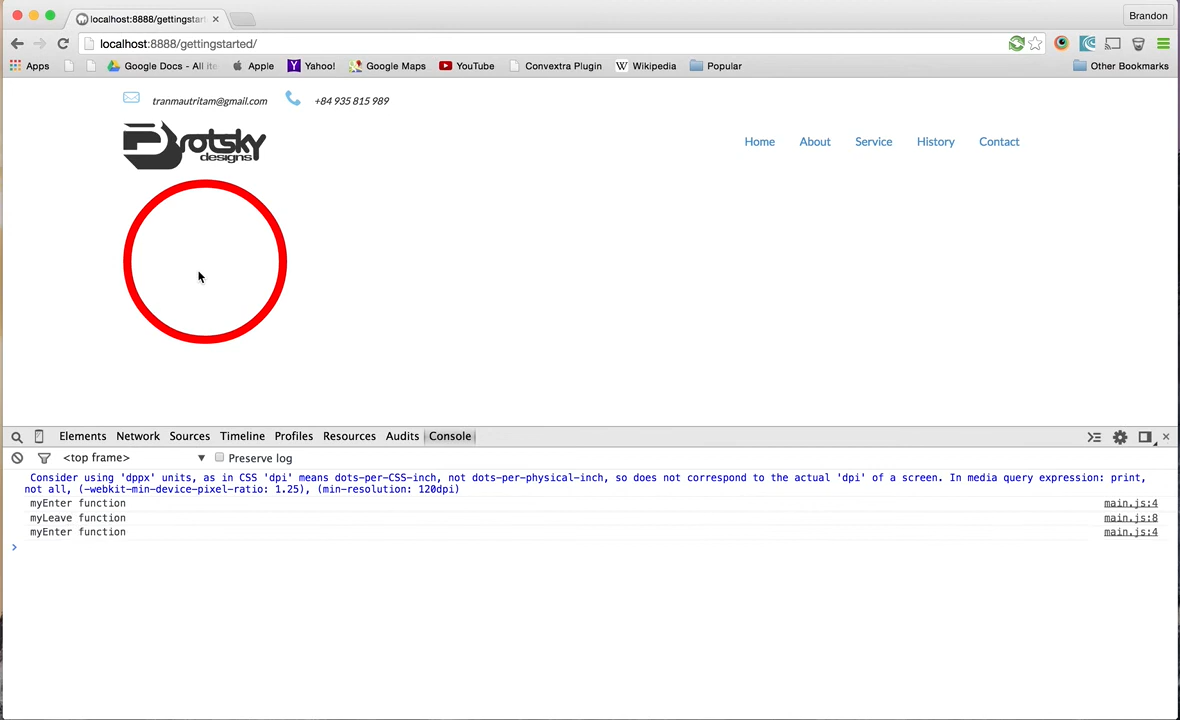 localhost:8888/gettingstart
Brandon
localhost:8888/gettingstarted/
Apps
Google Docs - All ite
Apple
Yahoo!
Google Maps
YouTube
Convextra Plugin
W Wikipedia
Popular
Other Bookmarks
tranmautritam@gmail.com +84 935 815 989
Brotsky
designs
Home About Service History Contact
Elements Network Sources Timeline Profiles Resources Audits Console
<top frame> Preserve log
Consider using 'dppx' units, as in CSS 'dpi' means dots-per-CSS-inch, not dots-per-physical-inch, so does not correspond to the actual 'dpi' of a screen. In media query expression: print,
not all, (-webkit-min-device-pixel-ratio: 1.25), (min-resolution: 120dpi)
myEnter function main.js:4
myLeave function main.js:8
myEnter function main.js:4